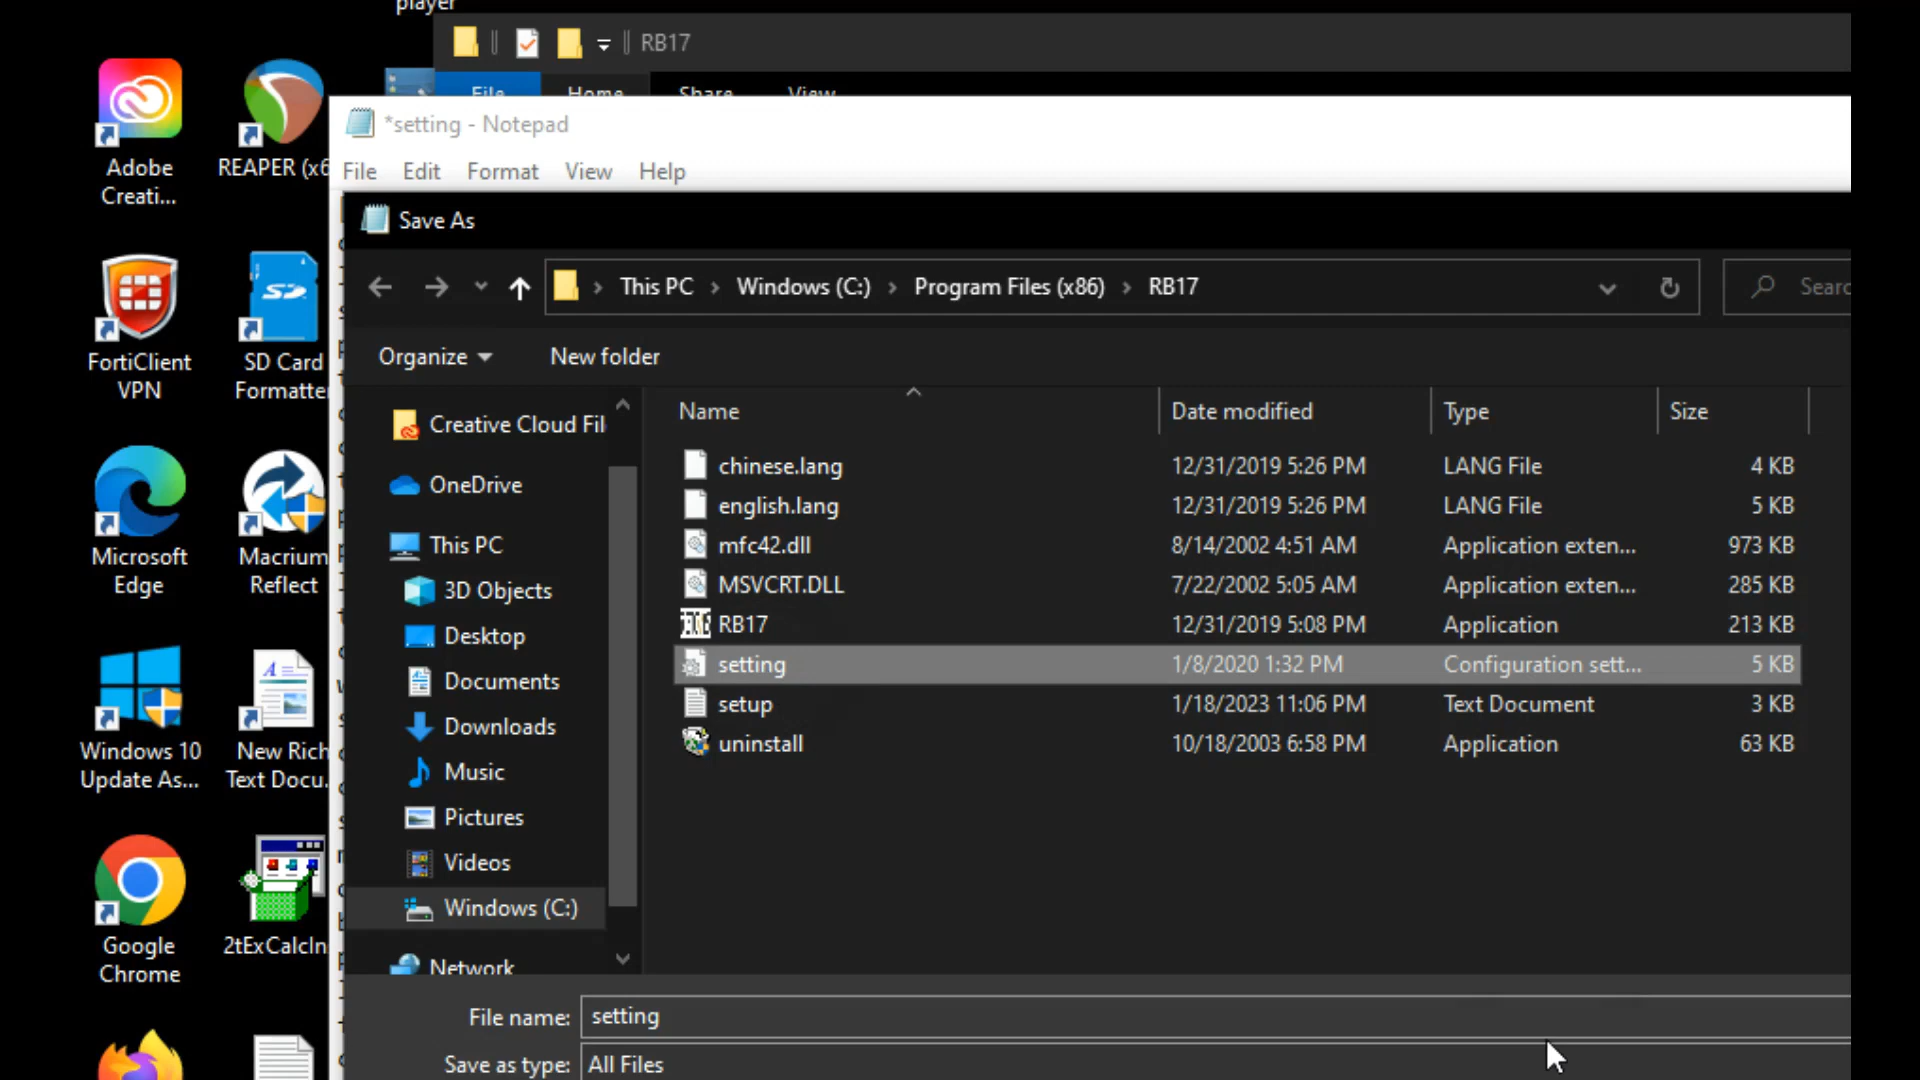 player
RB17
File Home Share View
Adobe
Creati...
REAPER (x6
*setting - Notepad
File Edit Format View Help
Save As
This PC > Windows (C:) > Program Files (x86) > RB17
Searc
Organize New folder
Name Date modified Type Size
Creative Cloud Fil
OneDrive
This PC
3D Objects
Desktop
Documents
Downloads
Music
Pictures
Videos
Windows (C:)
Network
chinese.lang 12/31/2019 5:26 PM LANG File 4 KB
english.lang 12/31/2019 5:26 PM LANG File 5 KB
mfc42.dll 8/14/2002 4:51 AM Application exten... 973 KB
MSVCRT.DLL 7/22/2002 5:05 AM Application exten... 285 KB
RB17 12/31/2019 5:08 PM Application 213 KB
setting 1/8/2020 1:32 PM Configuration sett... 5 KB
setup 1/18/2023 11:06 PM Text Document 3 KB
uninstall 10/18/2003 6:58 PM Application 63 KB
File name: setting
Save as type: All Files
FortiClient
VPN
SD Card
Formatte
Microsoft
Edge
Macrium
Reflect
Windows 10
Update As...
New Rich
Text Docu.
Google
Chrome
2tExCalcIn